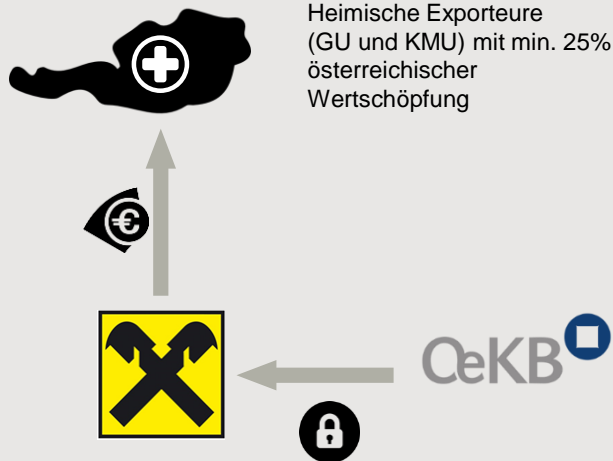 Heimische Exporteure
(GU und KMU) mit min. 25%
österreichischer
Wertschöpfung
€
OeKB